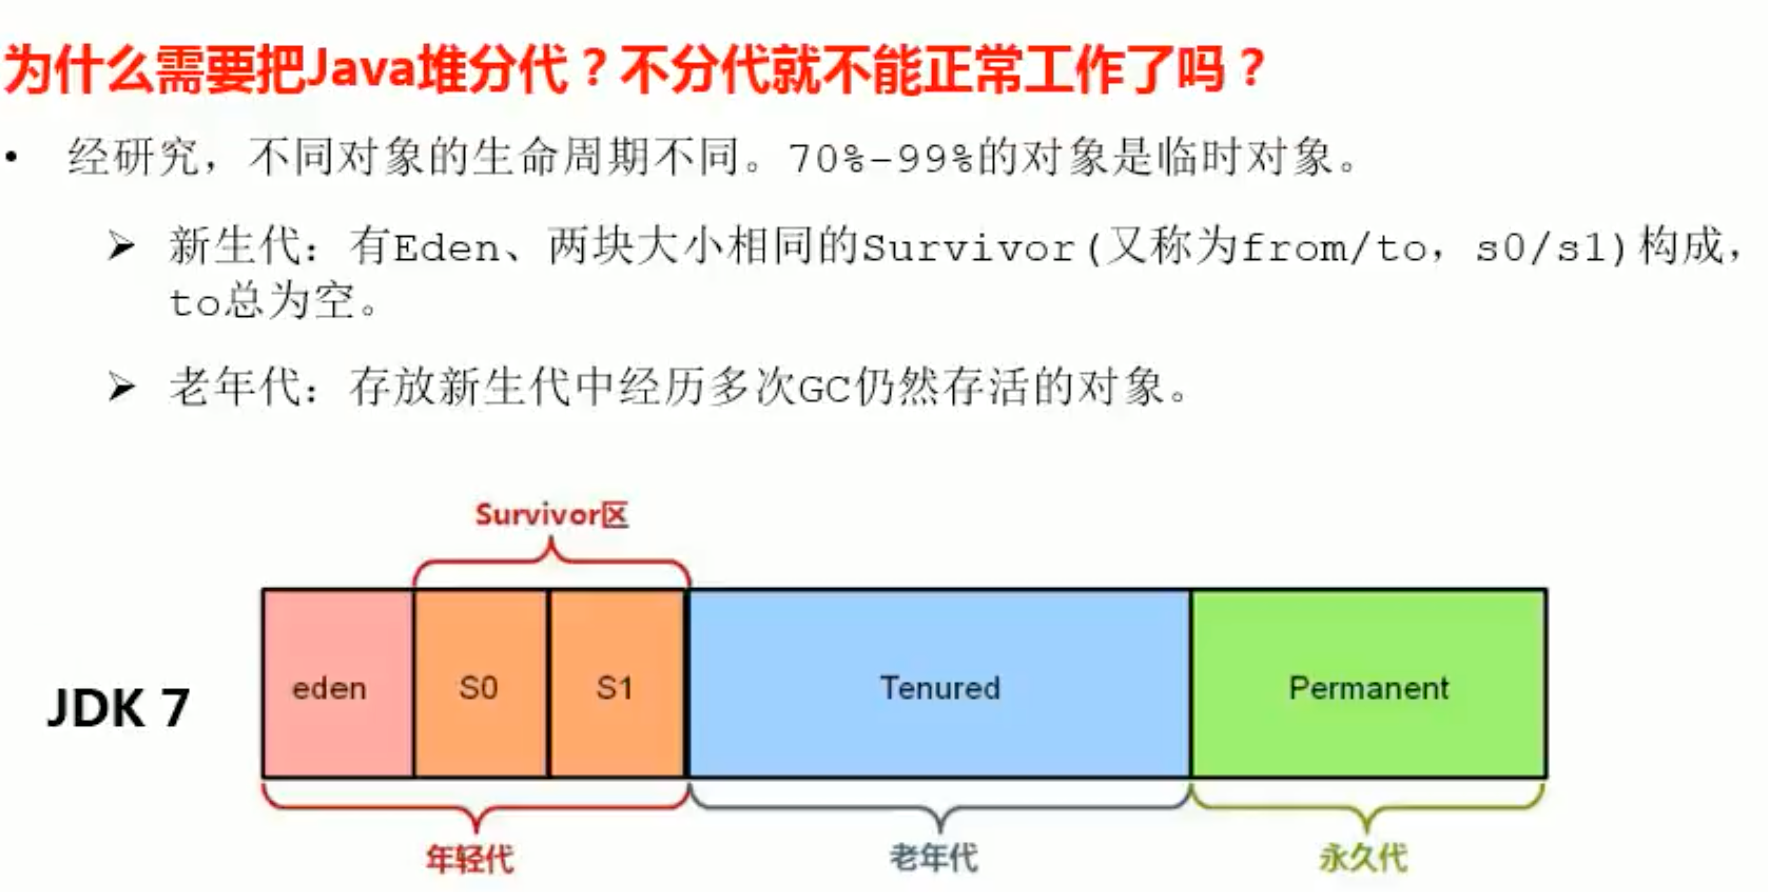 为什么需要把Java堆分代？不分代就不能正常工作了吗？
• 经研究，不同对象的生命周期不同。70%-99%的对象是临时对象。
➢ 新生代：有Eden、两块大小相同的Survivor(又称为from/to，s0/s1)构成，
to总为空。
➢ 老年代：存放新生代中经历多次GC仍然存活的对象。
Survivor区
JDK 7
eden
S0
S1
Tenured
Permanent
年轻代
老年代
永久代